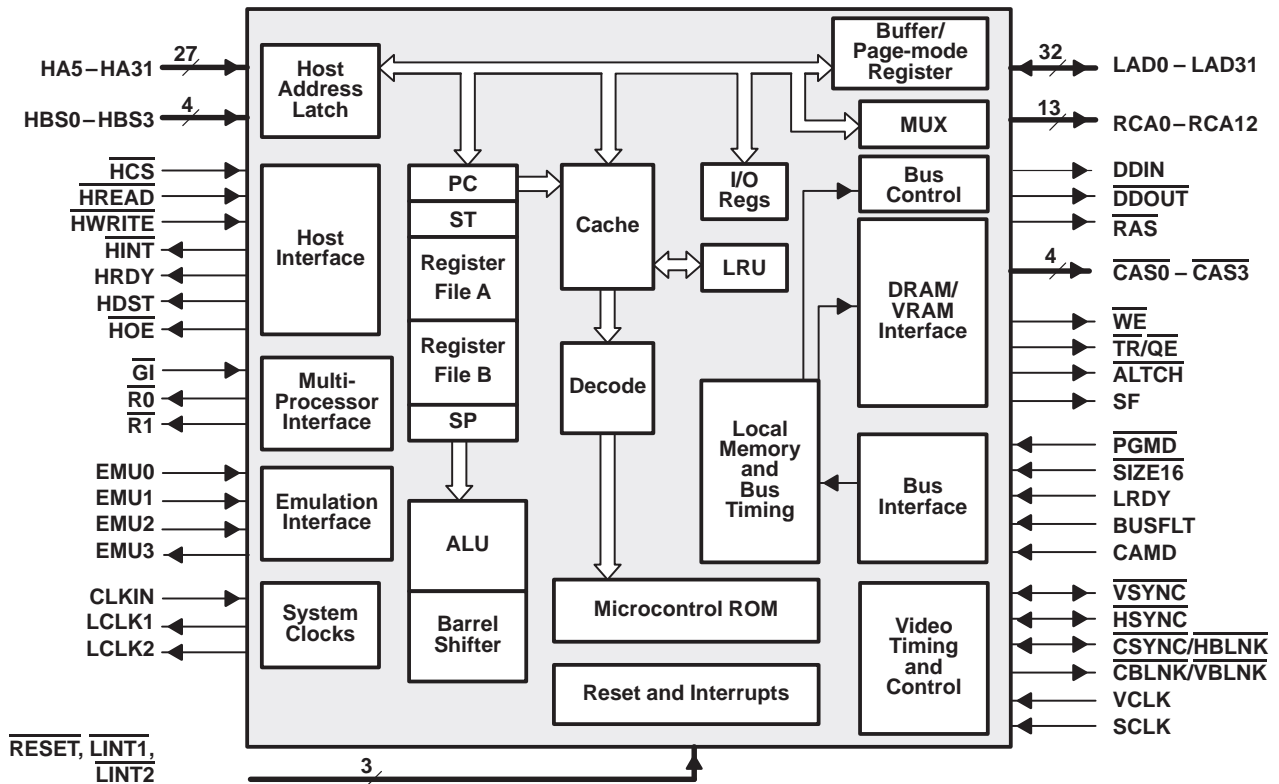 27
HA5–HA31
4
HBS0–HBS3
HCS
HREAD
HWRITE
HINT
HRDY
HDST
HOE
GI
R0
R1
EMU0
EMU1
EMU2
EMU3
CLKIN
LCLK1
LCLK2
RESET, LINT1,
LINT2
3
Host
Address
Latch
Host
Interface
Multi-
Processor
Interface
Emulation
Interface
System
Clocks
PC
ST
Register
File A
Register
File B
SP
ALU
Barrel
Shifter
Cache
Decode
Microcontrol ROM
Reset and Interrupts
I/O
Regs
LRU
Local
Memory
and
Bus
Timing
Buffer/
Page-mode
Register
MUX
Bus
Control
DRAM/
VRAM
Interface
Bus
Interface
Video
Timing
and
Control
32
LAD0 – LAD31
13
RCA0–RCA12
DDIN
DDOUT
RAS
4
CAS0 – CAS3
WE
TR/QE
ALTCH
SF
PGMD
SIZE16
LRDY
BUSFLT
CAMD
VSYNC
HSYNC
CSYNC/HBLNK
CBLNK/VBLNK
VCLK
SCLK